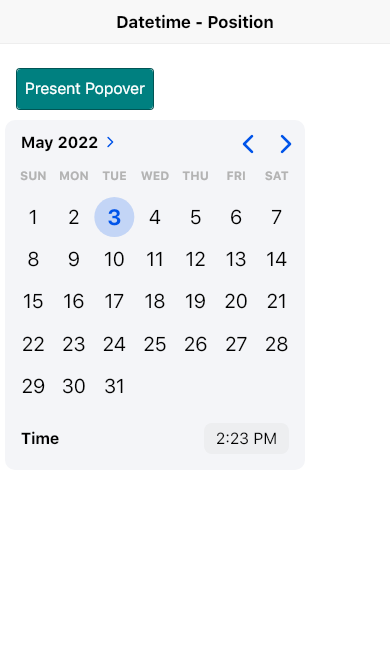 Datetime - Position
Present Popover
May 2022
SUN MON TUE WED THU FRI SAT
1 2 3 4 5 6 7
8 9 10 11 12 13 14
15 16 17 18 19 20 21
22 23 24 25 26 27 28
29 30 31
Time 2:23 PM